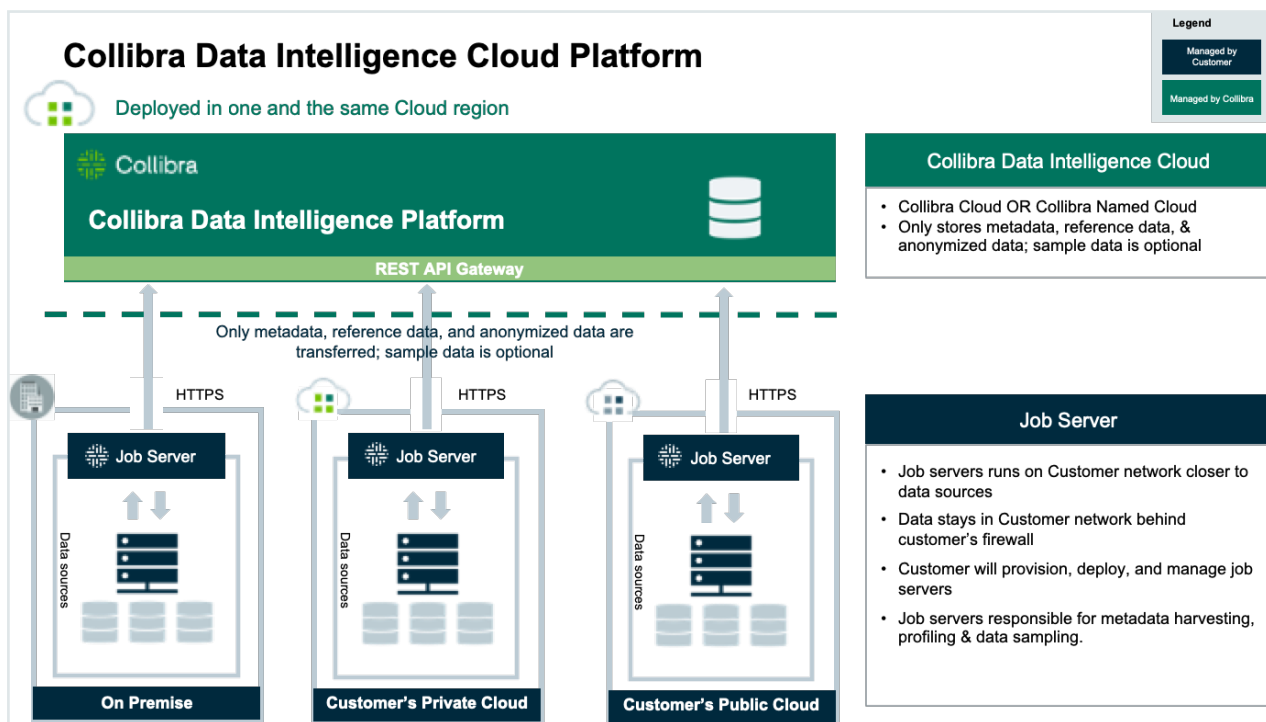 Legend
Managed by
Customer
Managed by Collibra
Collibra Data Intelligence Cloud Platform
Deployed in one and the same Cloud region
Collibra
Collibra Data Intelligence Platform
REST API Gateway
Collibra Data Intelligence Cloud
• Collibra Cloud OR Collibra Named Cloud
• Only stores metadata, reference data, &
anonymized data; sample data is optional
Only metadata, reference data, and anonymized data are
transferred; sample data is optional
HTTPS
HTTPS
HTTPS
Job Server
Job Server
Job Server
Data sources
Data sources
Data sources
On Premise
Customer's Private Cloud
Customer's Public Cloud
Job Server
• Job servers runs on Customer network closer to
data sources
• Data stays in Customer network behind
customer's firewall
• Customer will provision, deploy, and manage job
servers
• Job servers responsible for metadata harvesting,
profiling & data sampling.